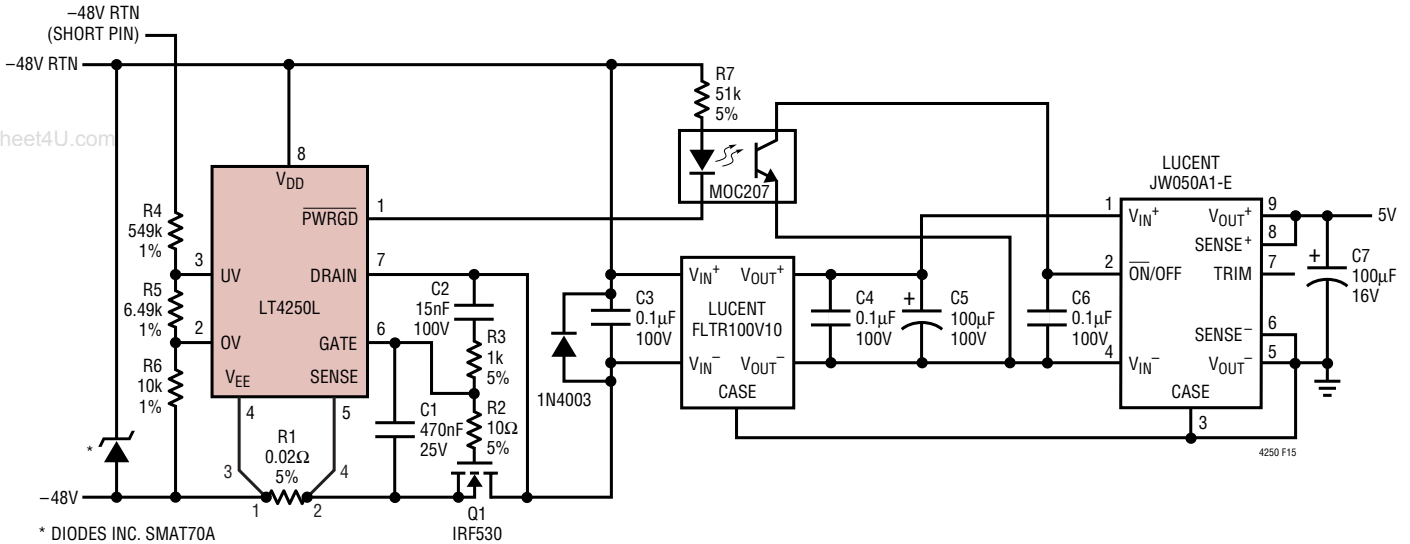 –48V RTN
(SHORT PIN)
–48V RTN
heet4U.com
R4
549k
1%
R5
6.49k
1%
R6
10k
1%
*
–48V
* DIODES INC. SMAT70A
8
VDD
PWRGD
1
3
UV
DRAIN
7
LT4250L
2
OV
GATE
6
VEE
SENSE
4
5
R1
0.02Ω
5%
3
4
1
2
C1
470nF
25V
C2
15nF
100V
R3
1k
5%
R2
10Ω
5%
Q1
IRF530
1N4003
C3
0.1µF
100V
R7
51k
5%
MOC207
VIN+
VOUT+
LUCENT
FLTR100V10
VIN–
VOUT–
CASE
C4
0.1µF
100V
+
C5
100µF
100V
C6
0.1µF
100V
LUCENT
JW050A1-E
1
VIN+
VOUT+
9
SENSE+
8
2
ON/OFF
TRIM
7
SENSE–
6
4
VIN–
VOUT–
5
CASE
3
5V
+
C7
100µF
16V
4250 F15